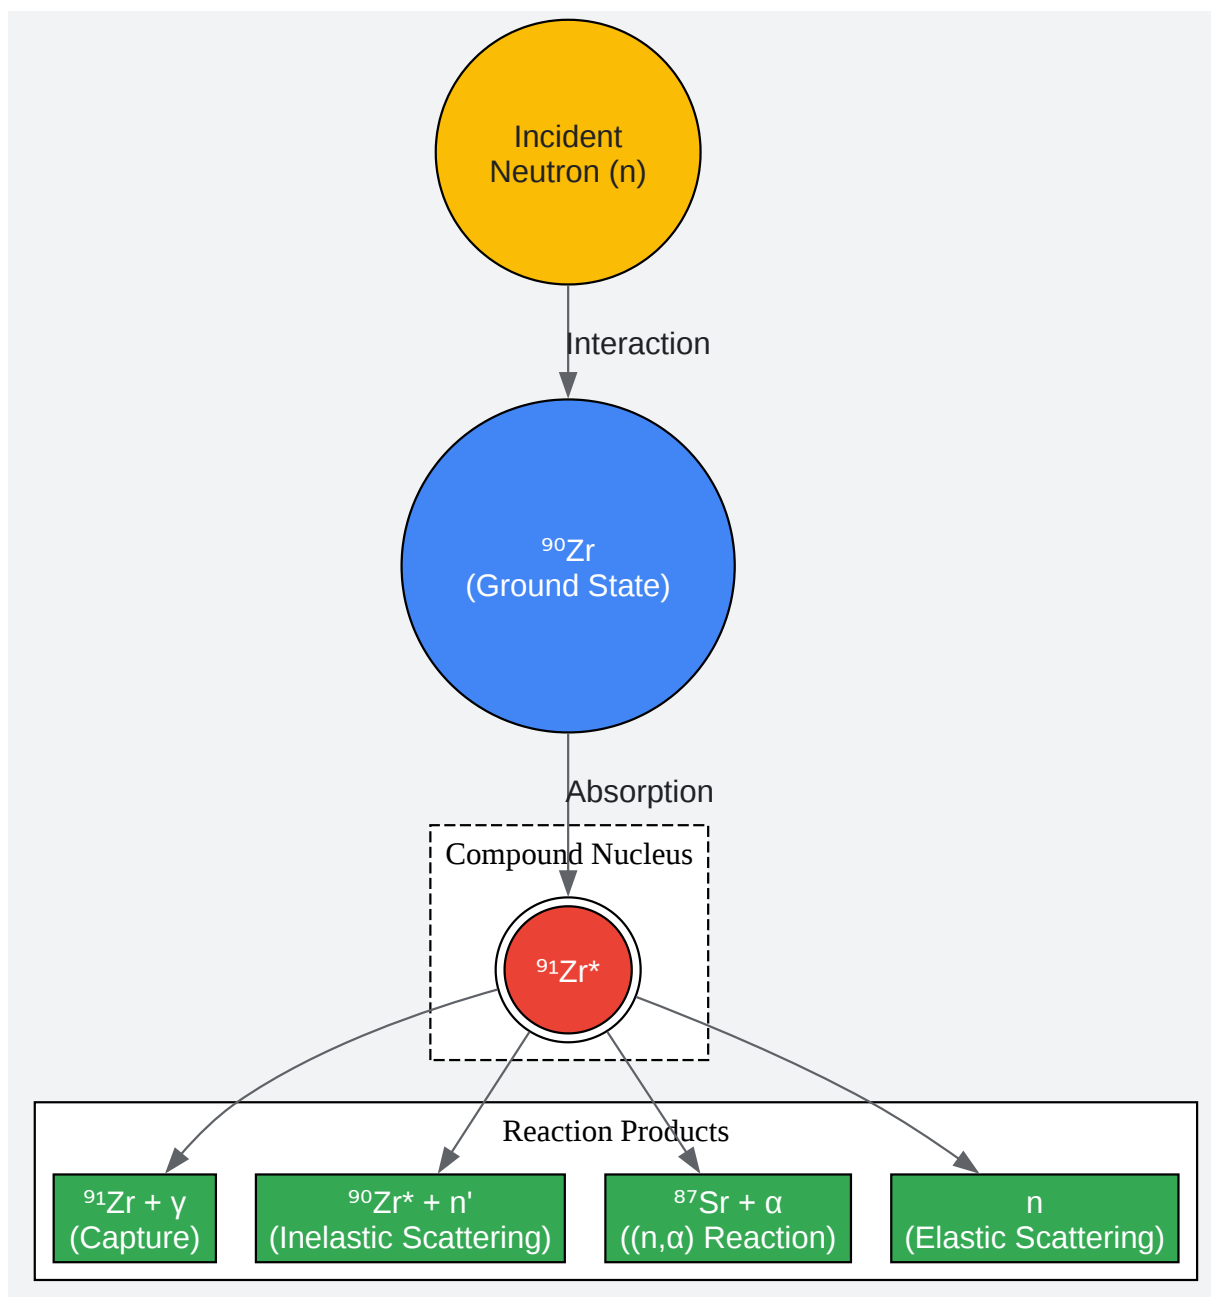 Incident
Neutron (n)
Interaction
⁹⁰Zr
(Ground State)
Absorption
Compound Nucleus
⁹¹Zr*
Reaction Products
⁹¹Zr + γ
(Capture)
⁹⁰Zr* + n'
(Inelastic Scattering)
⁸⁷Sr + α
((n,α) Reaction)
n
(Elastic Scattering)